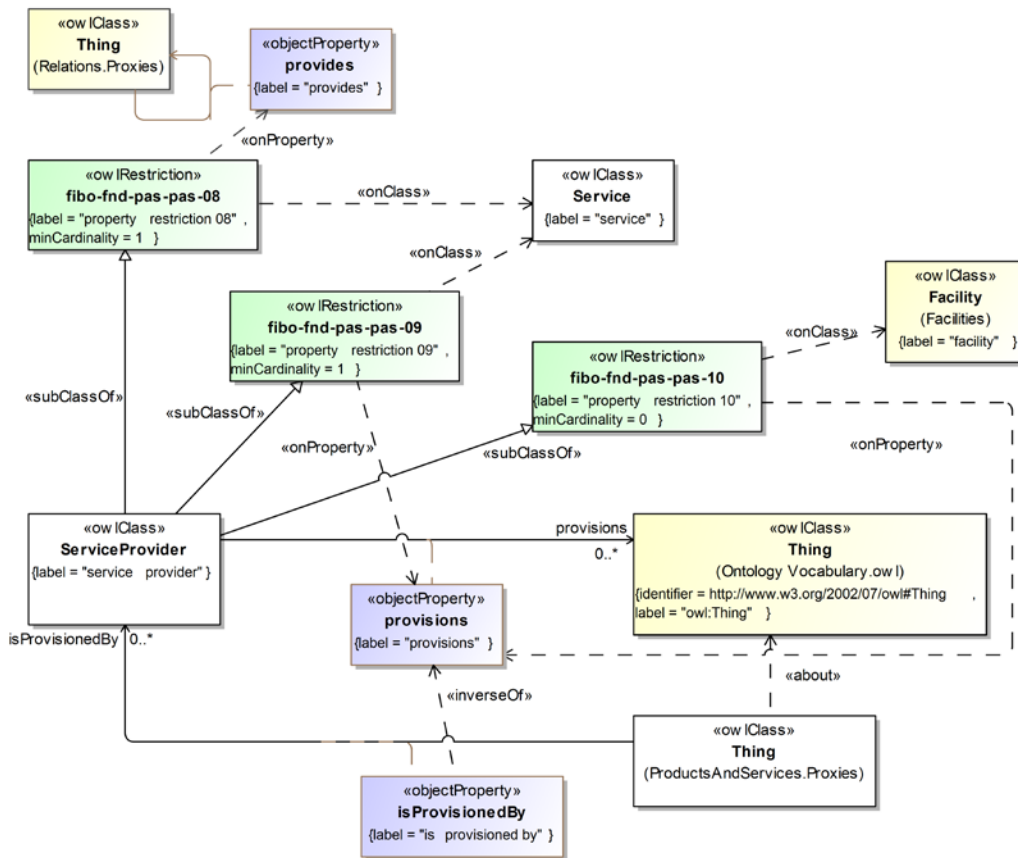 «owlClass»
Thing
(Relations.Proxies)
«objectProperty»
provides
{label = "provides" }
«onProperty»
«owlRestriction»
fibo-fnd-pas-pas-08
{label = "property restriction 08" ,
minCardinality = 1 }
«onClass»
«owlClass»
Service
{label = "service" }
«onClass»
«owlRestriction»
fibo-fnd-pas-pas-09
{label = "property restriction 09" ,
minCardinality = 1 }
«owlClass»
Facility
(Facilities)
{label = "facility" }
«onClass»
«owlRestriction»
fibo-fnd-pas-pas-10
{label = "property restriction 10" ,
minCardinality = 0 }
«subClassOf»
«subClassOf»
«onProperty»
«subClassOf»
«onProperty»
«owlClass»
ServiceProvider
{label = "service provider" }
provisions
0..*
«owlClass»
Thing
(Ontology Vocabulary.owl)
{identifier = http://www.w3.org/2002/07/owl#Thing ,
label = "owl:Thing" }
«objectProperty»
provisions
{label = "provisions" }
isProvisionedBy 0..*
«inverseOf»
«about»
«owlClass»
Thing
(ProductsAndServices.Proxies)
«objectProperty»
isProvisionedBy
{label = "is provisioned by" }